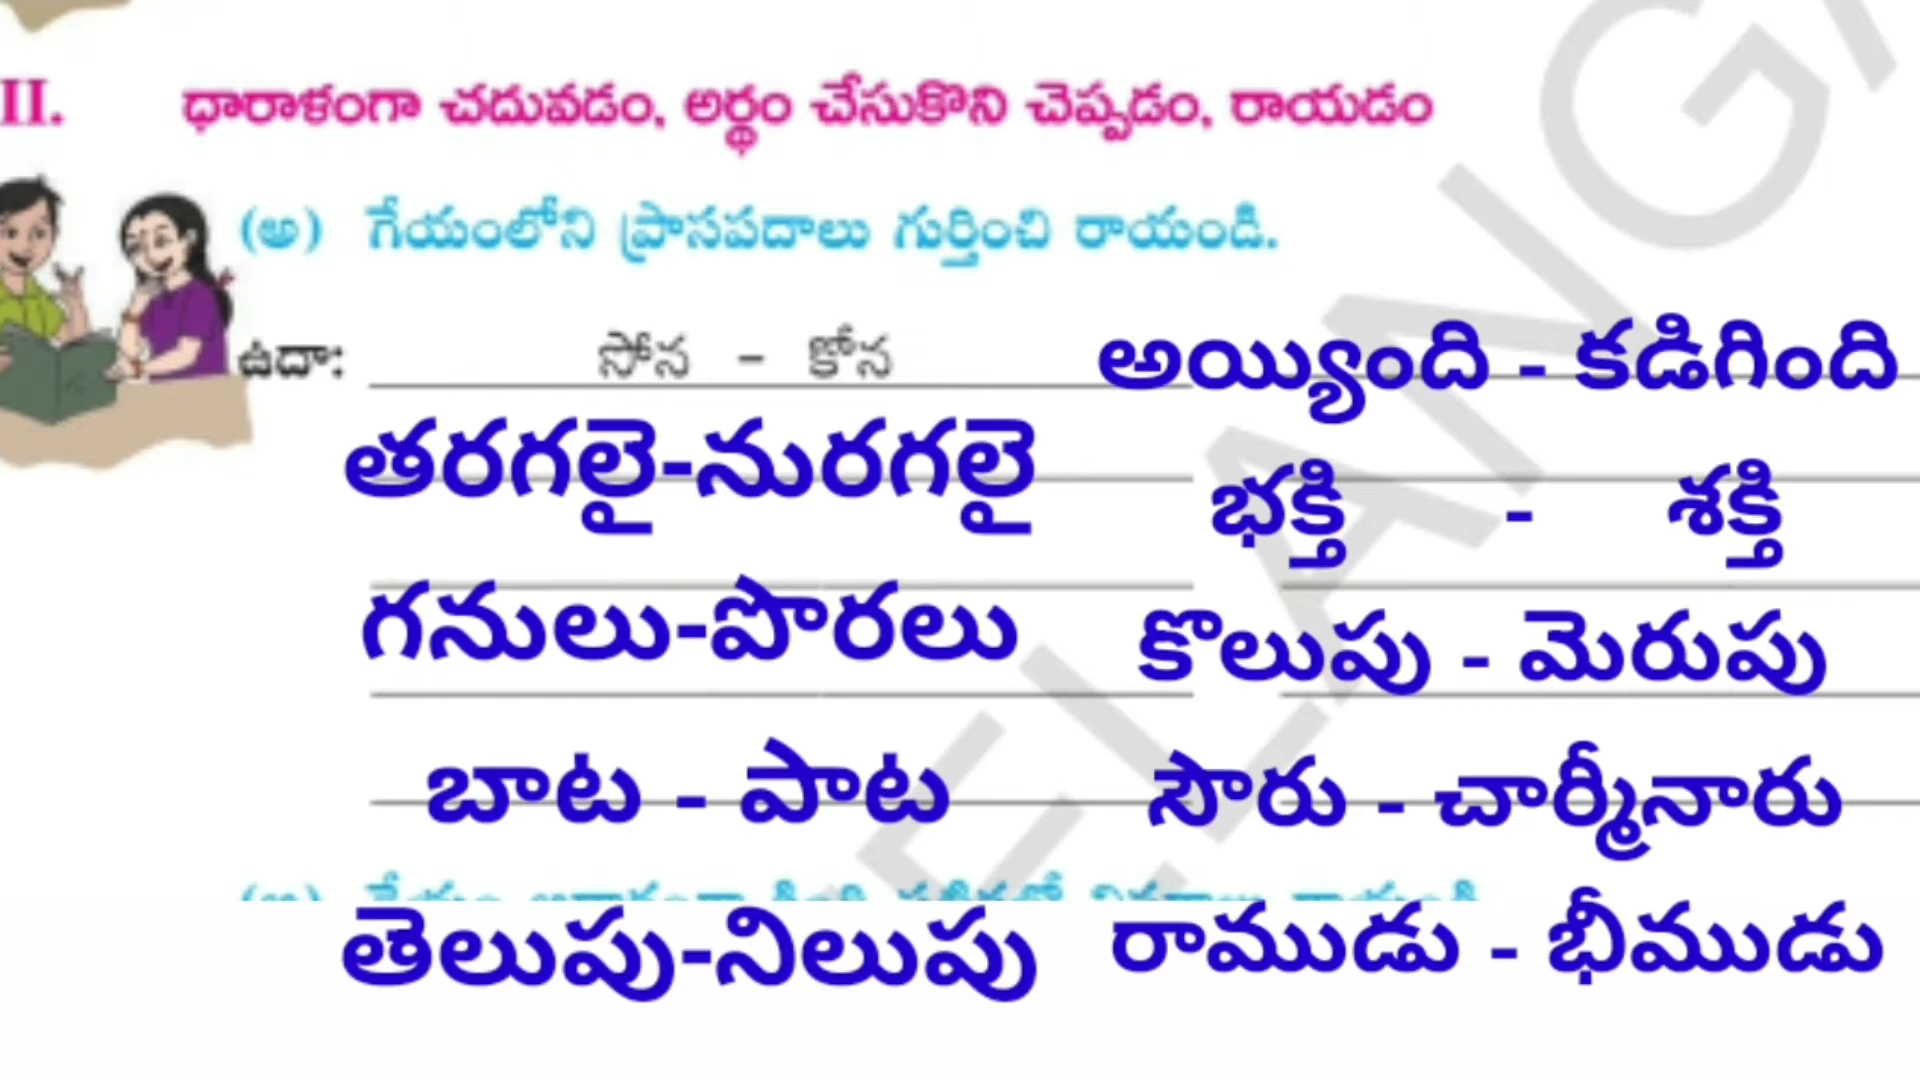 II. ధారాళంగా చదువడం, అర్థం చేసుకొని చెప్పడం, రాయడం
(అ) గేయంలోని ప్రాసపదాలు గుర్తించి రాయండి.
ఉదా: సోన - కోన అయ్యింది - కడిగింది
తరగలై-నురగలై భక్తి - శక్తి
గనులు-పొరలు కొలుపు - మెరుపు
బాట - పాట సౌరు - చార్మీనారు
తెలుపు-నిలుపు రాముడు - భీముడు